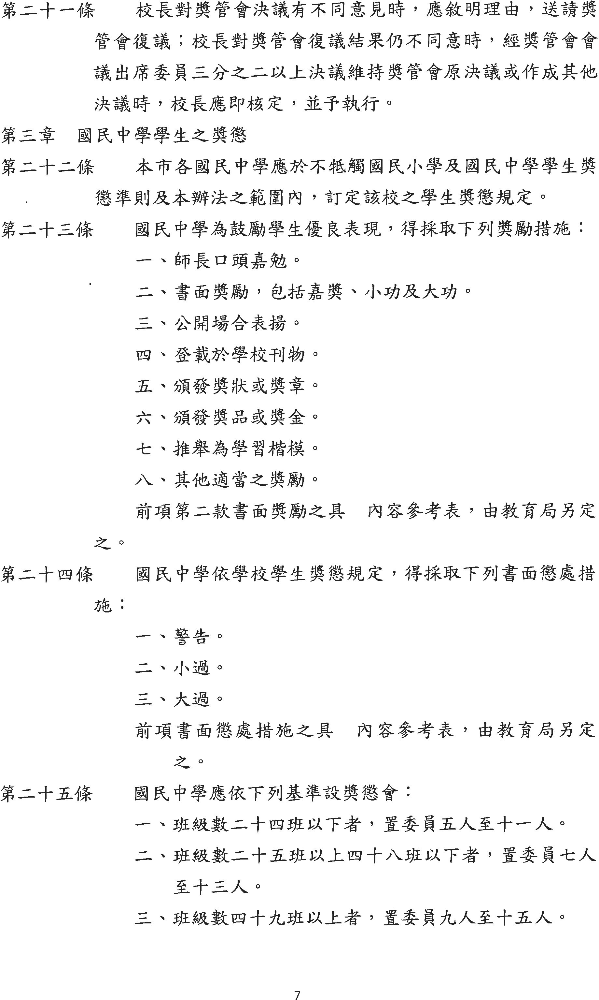 第二十一條　　校長對獎管會決議有不同意見時，應敘明理由，送請獎
管會復議；校長對獎管會復議結果仍不同意時，經獎管會會
議出席委員三分之二以上決議維持獎管會原決議或作成其他
決議時，校長應即核定，並予執行。
第三章　國民中學學生之獎懲
第二十二條　　本市各國民中學應於不牴觸國民小學及國民中學學生獎
懲準則及本辦法之範圍內，訂定該校之學生獎懲規定。
第二十三條　　國民中學為鼓勵學生優良表現，得採取下列獎勵措施：
一、師長口頭嘉勉。
二、書面獎勵，包括嘉獎、小功及大功。
三、公開場合表揚。
四、登載於學校刊物。
五、頒發獎狀或獎章。
六、頒發獎品或獎金。
七、推舉為學習楷模。
八、其他適當之獎勵。
前項第二款書面獎勵之具　內容參考表，由教育局另定
之。
第二十四條　　國民中學依學校學生獎懲規定，得採取下列書面懲處措
施：
一、警告。
二、小過。
三、大過。
前項書面懲處措施之具　內容參考表，由教育局另定
之。
第二十五條　　國民中學應依下列基準設獎懲會：
一、班級數二十四班以下者，置委員五人至十一人。
二、班級數二十五班以上四十八班以下者，置委員七人
至十三人。
三、班級數四十九班以上者，置委員九人至十五人。
7